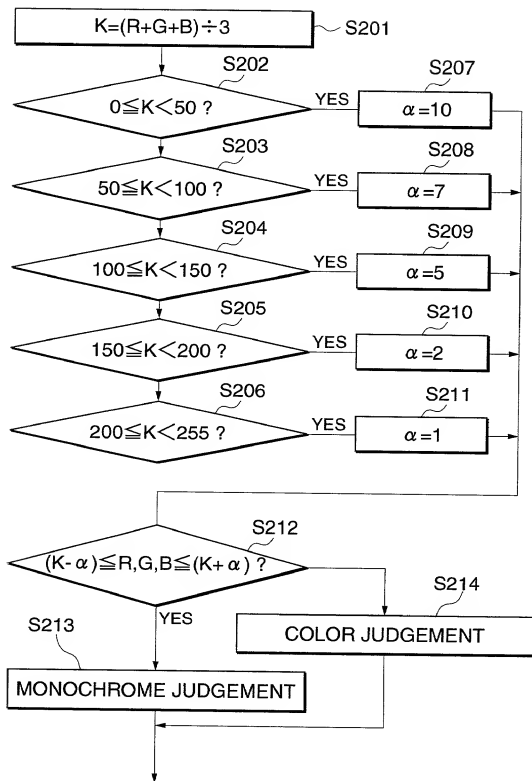 K=(R+G+B)÷3
S201
S202
0≦K<50 ?
YES
S207
α=10
S203
50≦K<100 ?
YES
S208
α=7
S204
100≦K<150 ?
YES
S209
α=5
S205
150≦K<200 ?
YES
S210
α=2
S206
200≦K<255 ?
YES
S211
α=1
S212
(K-α)≦R,G,B≦(K+α) ?
YES
S214
COLOR JUDGEMENT
S213
MONOCHROME JUDGEMENT